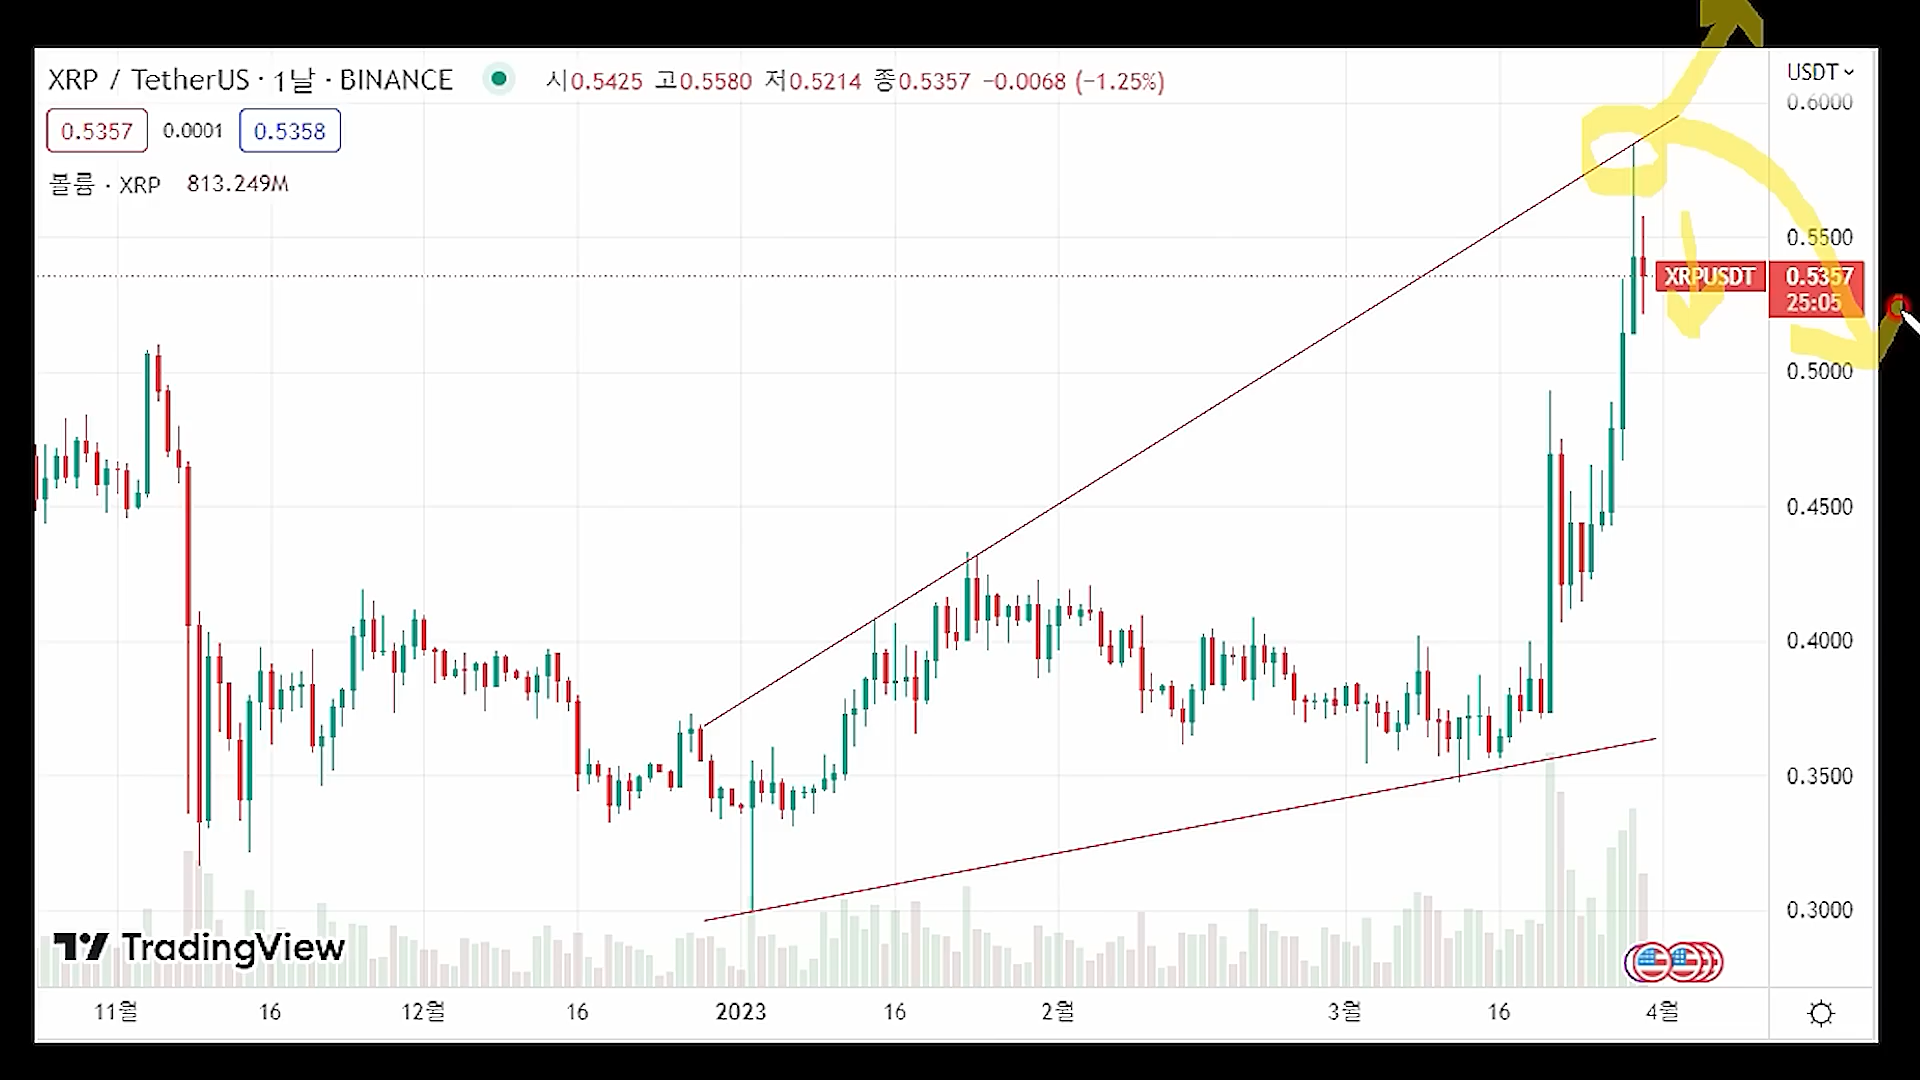 XRP / TetherUS · 1날 · BINANCE 시0.5425 고0.5580 저0.5214 종0.5357 −0.0068 (−1.25%)
USDT
0.6000
0.5357 0.0001 0.5358
볼륨 · XRP 813.249M
0.5500
XRPUSDT 0.5357
25:05
0.5000
0.4500
0.4000
0.3500
0.3000
TradingView
11월 16 12월 16 2023 16 2월 3월 16 4월